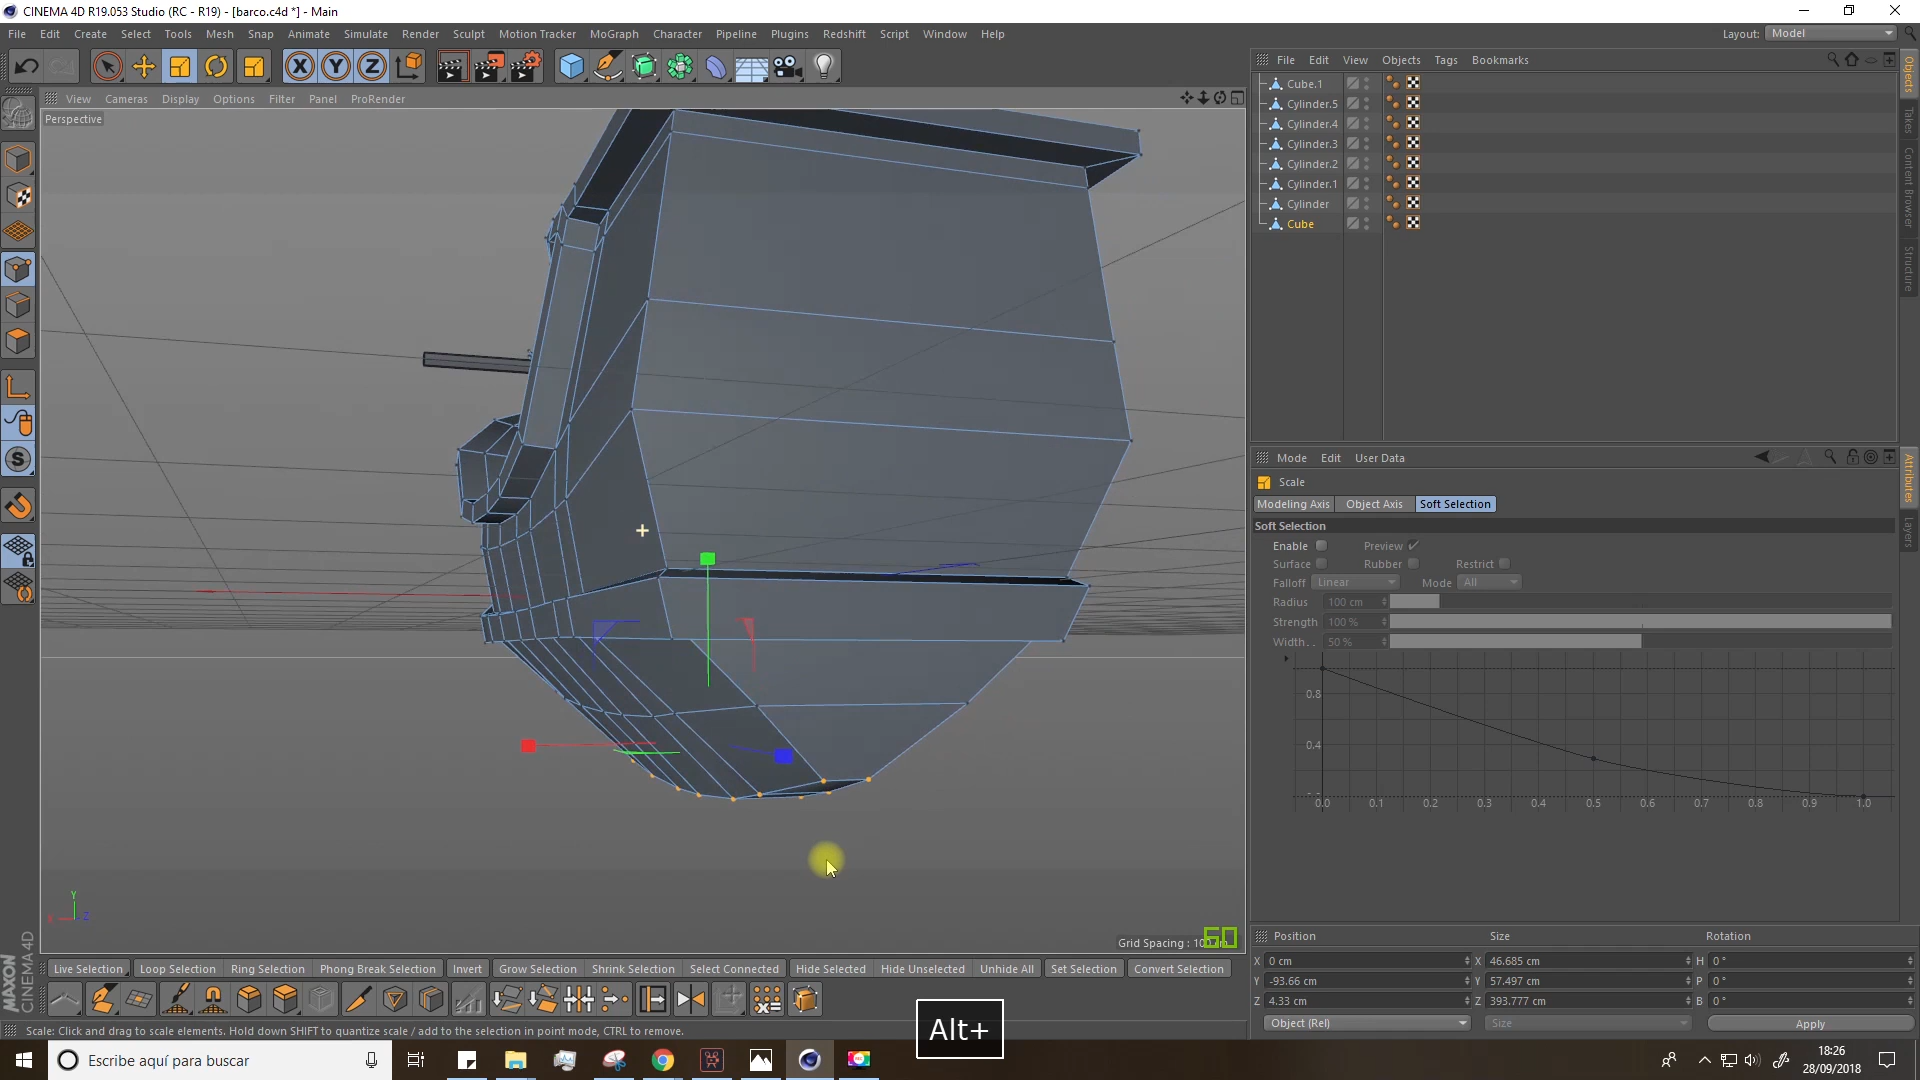 CINEMA 4D R19.053 Studio (RC - R19) - [barco.c4d *] - Main
File Edit Create Select Tools Mesh Snap Animate Simulate Render Sculpt Motion Tracker MoGraph Character Pipeline Plugins Redshift Script Window Help
Layout: Model
View Cameras Display Options Filter Panel ProRender
Perspective
File Edit View Objects Tags Bookmarks
Cube.1
Cylinder.5
Cylinder.4
Cylinder.3
Cylinder.2
Cylinder.1
Cylinder
Cube
Objects
Takes
Content Browser
Structure
Mode Edit User Data
Scale
Modeling Axis Object Axis Soft Selection
Soft Selection
Enable Preview
Surface Rubber Restrict
Falloff Linear Mode All
Radius 100 cm
Strength 100 %
Width.. 50 %
0.8
0.4
0.0 0.1 0.2 0.3 0.4 0.5 0.6 0.7 0.8 0.9 1.0
Attributes
Layers
Y
X Z
Grid Spacing : 10
60
Position Size Rotation
X 0 cm X 46.685 cm H 0 °
Y -93.66 cm Y 57.497 cm P 0 °
Z 4.33 cm Z 393.777 cm B 0 °
Object (Rel) Size Apply
MAXON
CINEMA 4D
Live Selection Loop Selection Ring Selection Phong Break Selection Invert Grow Selection Shrink Selection Select Connected Hide Selected Hide Unselected Unhide All Set Selection Convert Selection
Scale: Click and drag to scale elements. Hold down SHIFT to quantize scale / add to the selection in point mode, CTRL to remove.
Alt+
Escribe aquí para buscar
18:26
28/09/2018